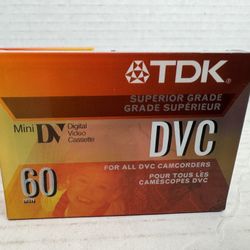 TDK
SUPERIOR GRADE
GRADE SUPÉRIEUR
Mini DV Digital Video Cassette
DVC
FOR ALL DVC CAMCORDERS
POUR TOUS LES
CAMÉSCOPES DVC
60
MIN